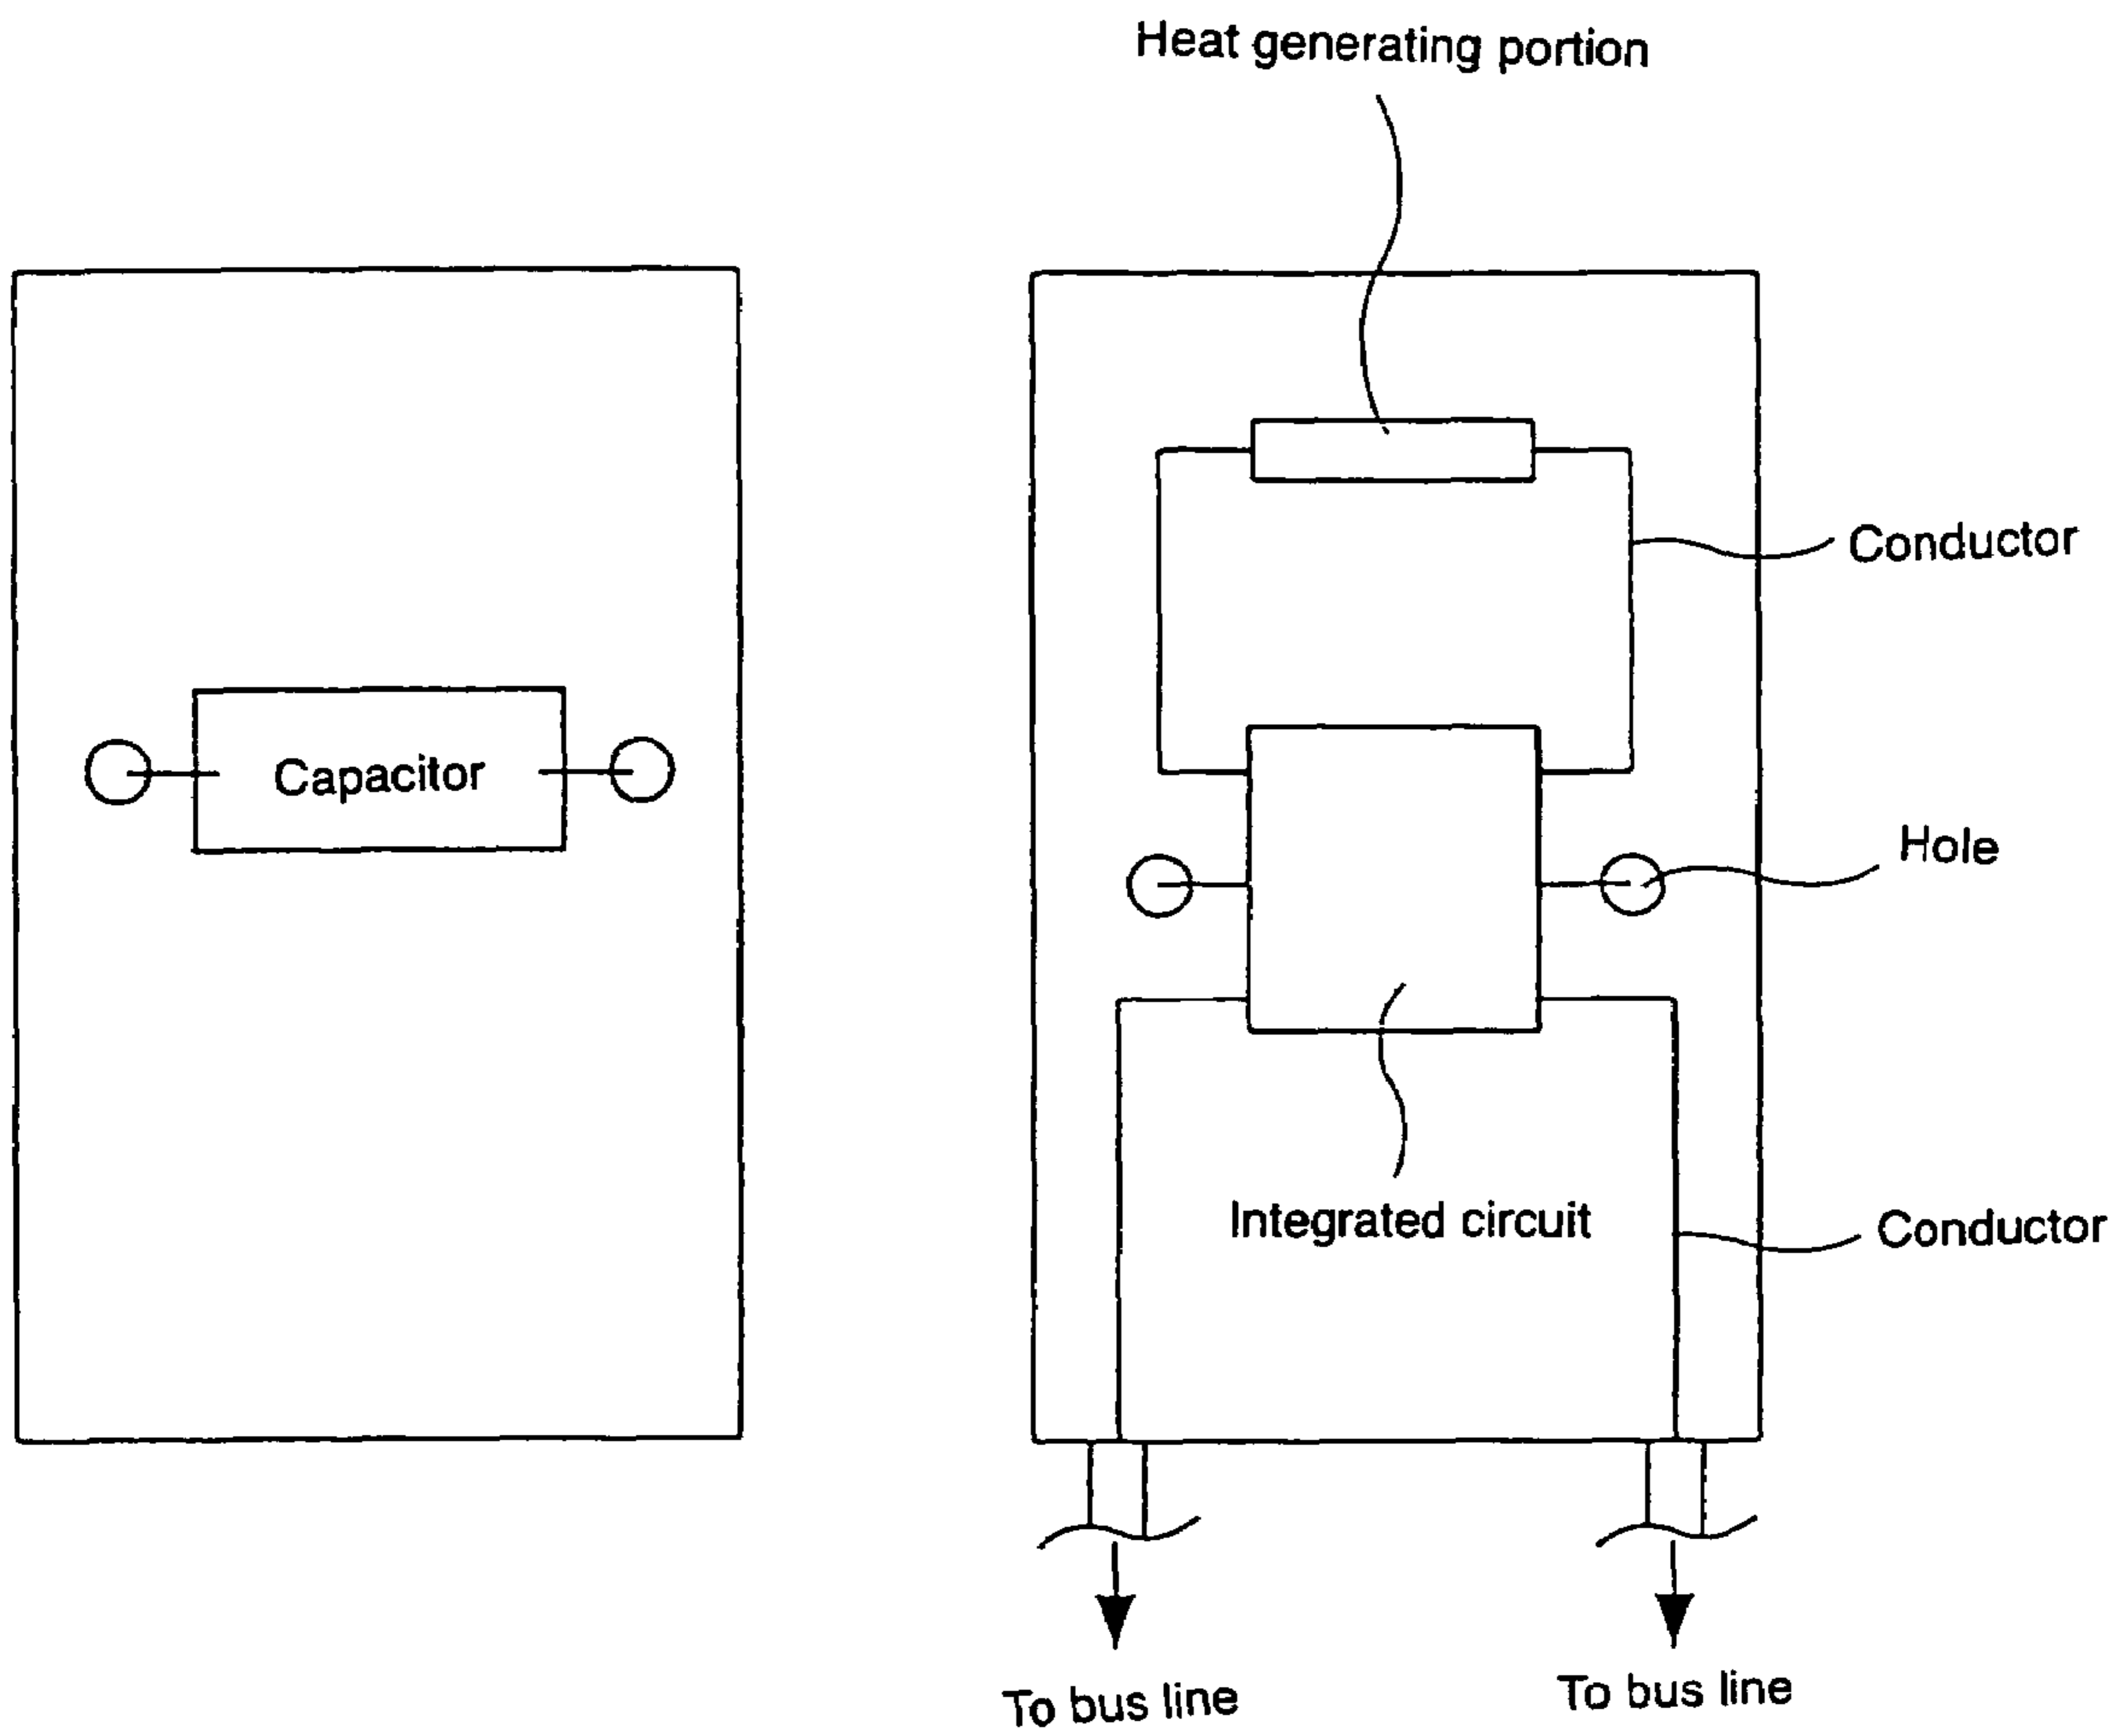 Heat generating portion
Conductor
Capacitor
Hole
Integrated circuit
Conductor
To bus line
To bus line